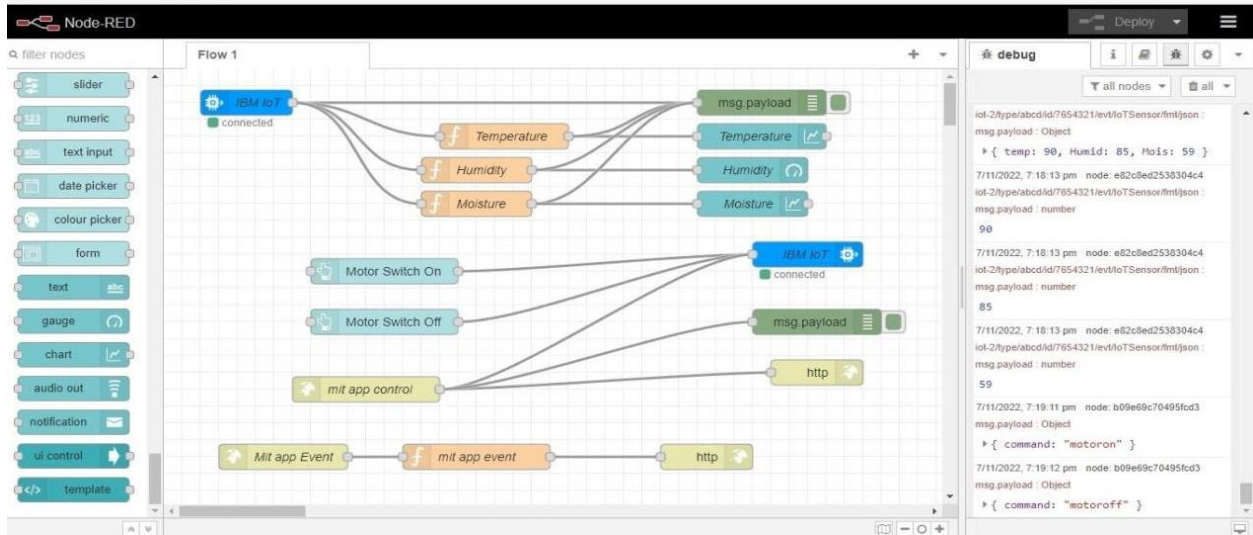 Node-RED
Deploy
filter nodes
slider
123
numeric
abc
text input
date picker
colour picker
form
text
abc
gauge
chart
audio out
notification
ui control
</>
template
Flow 1
IBM IoT
connected
f
Temperature
f
Humidity
f
Moisture
msg.payload
Temperature
Humidity
Moisture
Motor Switch On
Motor Switch Off
mit app control
IBM IoT
connected
msg.payload
http
Mit app Event
f
mit app event
http
debug
i
all nodes
all
iot-2/type/abcd/id/7654321/evt/IoTSensor/fmt/json :
msg.payload : Object
{ temp: 90, Humid: 85, Mois: 59 }
7/11/2022, 7:18:13 pm node: e82c8ed2538304c4
iot-2/type/abcd/id/7654321/evt/IoTSensor/fmt/json :
msg.payload : number
90
7/11/2022, 7:18:13 pm node: e82c8ed2538304c4
iot-2/type/abcd/id/7654321/evt/IoTSensor/fmt/json :
msg.payload : number
85
7/11/2022, 7:18:13 pm node: e82c8ed2538304c4
iot-2/type/abcd/id/7654321/evt/IoTSensor/fmt/json :
msg.payload : number
59
7/11/2022, 7:19:11 pm node: b09e69c70495fcd3
msg.payload : Object
{ command: "motoron" }
7/11/2022, 7:19:12 pm node: b09e69c70495fcd3
msg.payload : Object
{ command: "motoroff" }